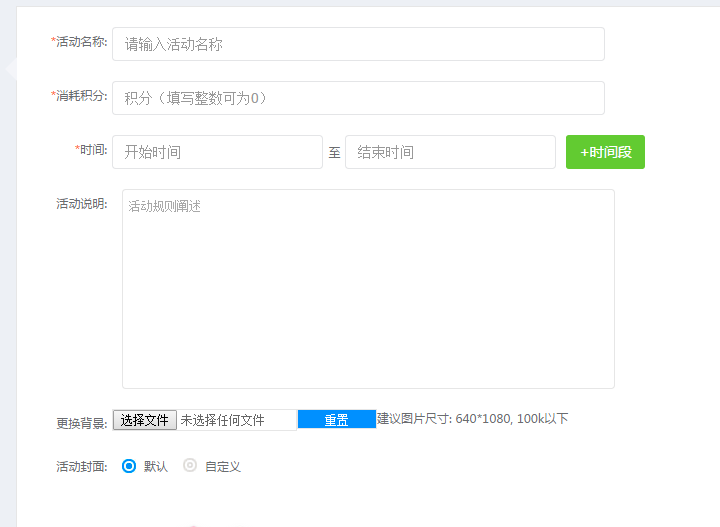 *活动名称: 请输入活动名称
*消耗积分: 积分（填写整数可为0）
*时间: 开始时间 至 结束时间 +时间段
活动说明: 活动规则阐述
更换背景: 选择文件 未选择任何文件 重置 建议图片尺寸: 640*1080, 100k以下
活动封面: 默认 自定义